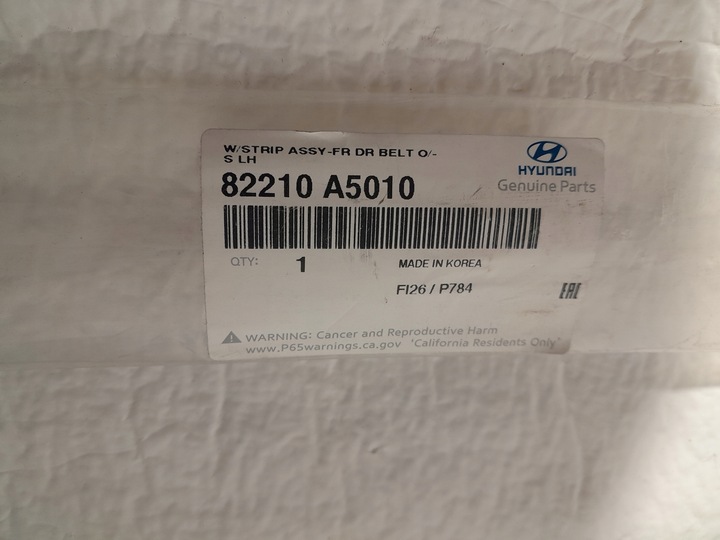 W/STRIP ASSY-FR DR BELT O/-
S LH
HYUNDAI
Genuine Parts
82210 A5010
QTY: 1
MADE IN KOREA
FI26 / P784
EAC
WARNING: Cancer and Reproductive Harm
www.P65warnings.ca.gov 'California Residents Only'